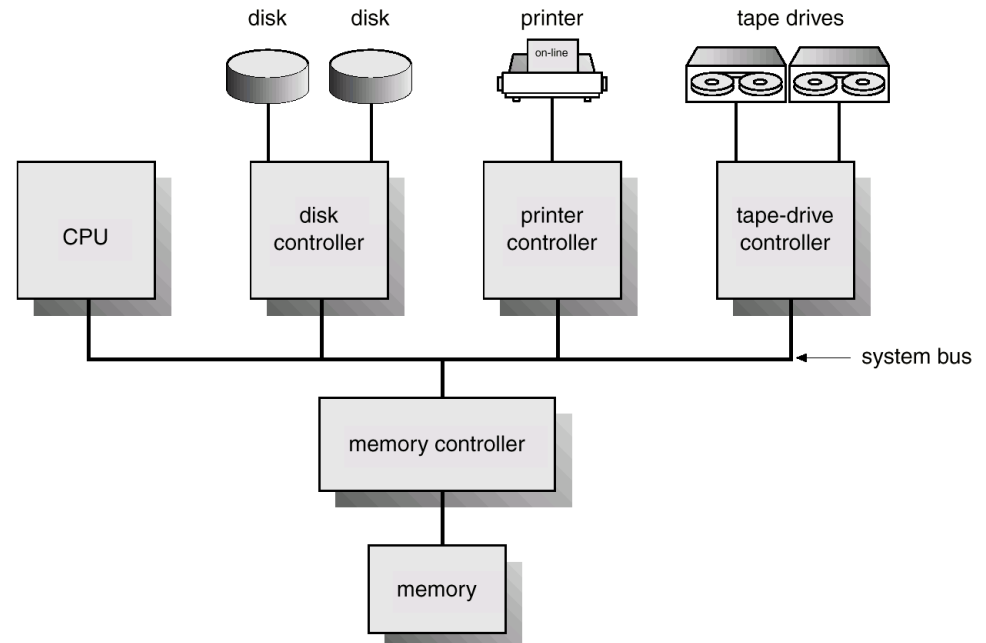 disk
disk
printer
tape drives
on-line
CPU
disk
controller
printer
controller
tape-drive
controller
system bus
memory controller
memory